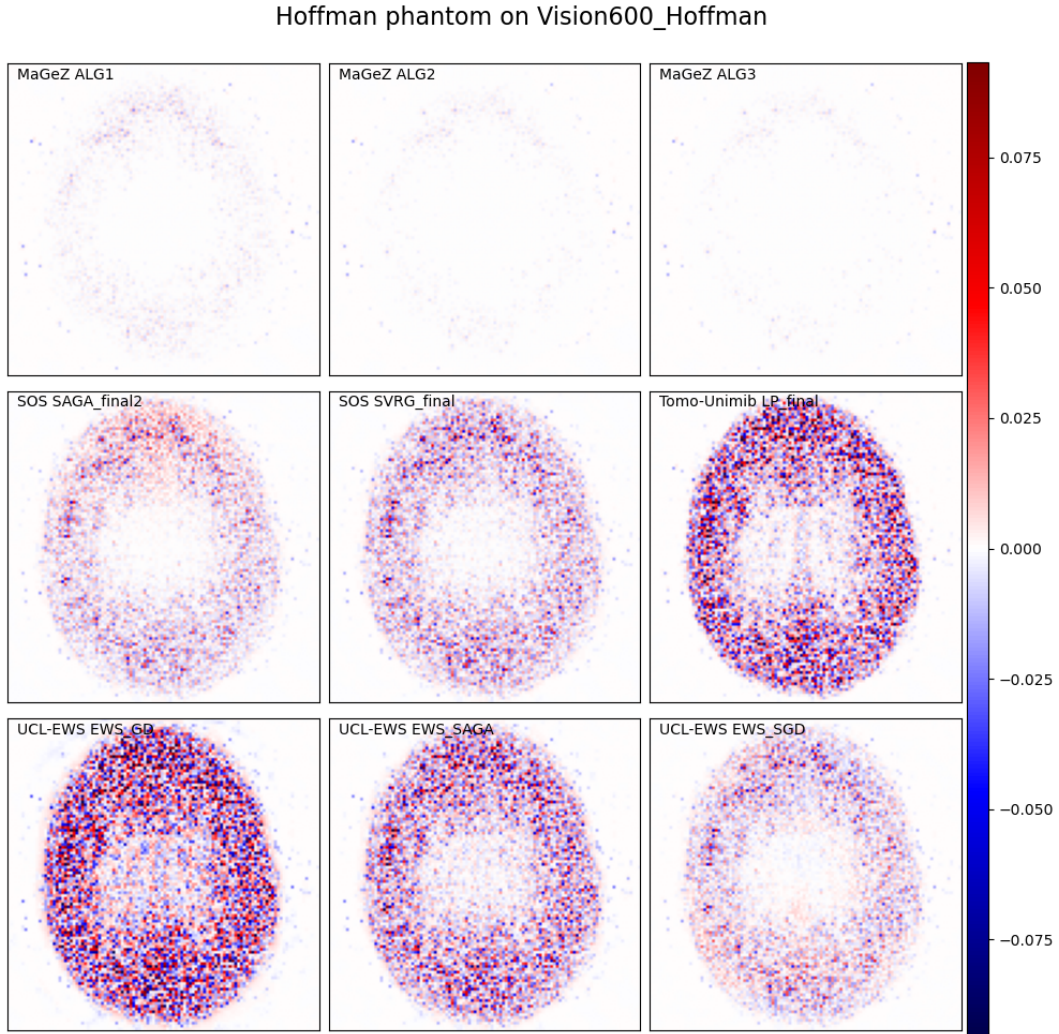 Hoffman phantom on Vision600_Hoffman
MaGeZ ALG1
MaGeZ ALG2
MaGeZ ALG3
SOS SAGA_final2
SOS SVRG_final
Tomo-Unimib LP_final
UCL-EWS EWS_GD
UCL-EWS EWS_SAGA
UCL-EWS EWS_SGD
0.075
0.050
0.025
0.000
−0.025
−0.050
−0.075